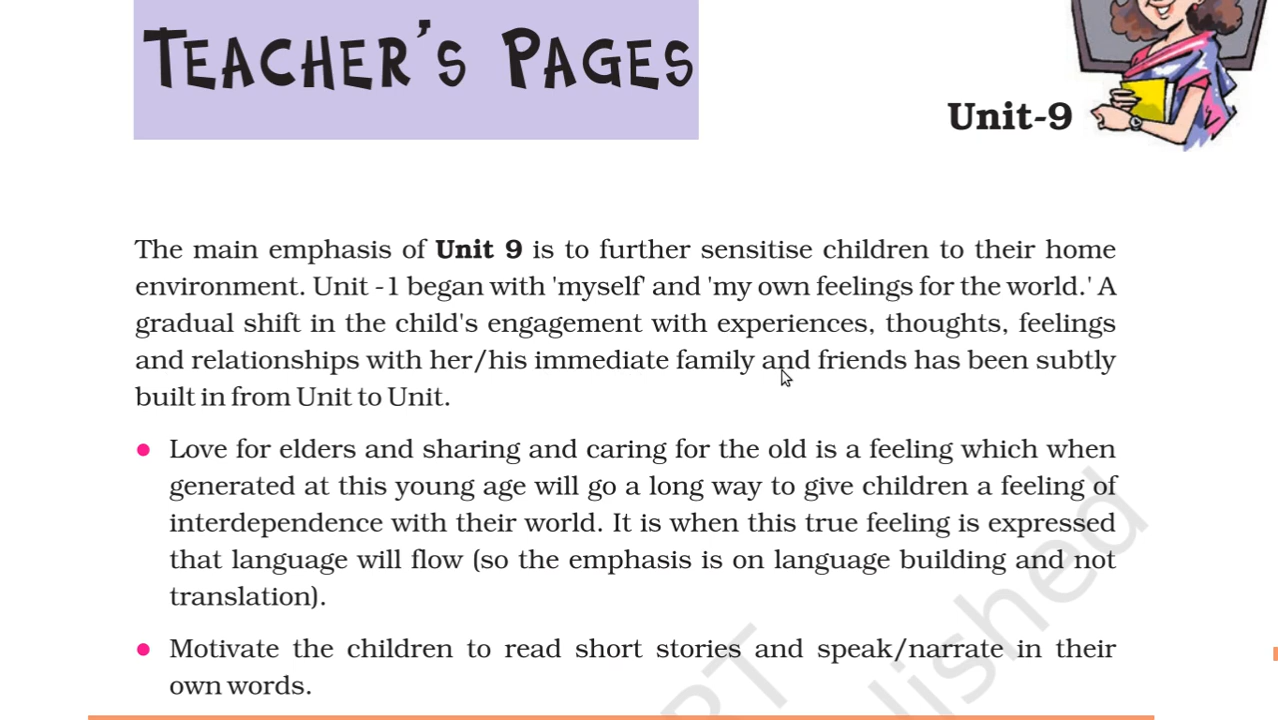 TEACHER'S PAGES
Unit-9
The main emphasis of Unit 9 is to further sensitise children to their home
environment. Unit -1 began with 'myself' and 'my own feelings for the world.' A
gradual shift in the child's engagement with experiences, thoughts, feelings
and relationships with her/his immediate family and friends has been subtly
built in from Unit to Unit.
● Love for elders and sharing and caring for the old is a feeling which when
generated at this young age will go a long way to give children a feeling of
interdependence with their world. It is when this true feeling is expressed
that language will flow (so the emphasis is on language building and not
translation).
● Motivate the children to read short stories and speak/narrate in their
own words.